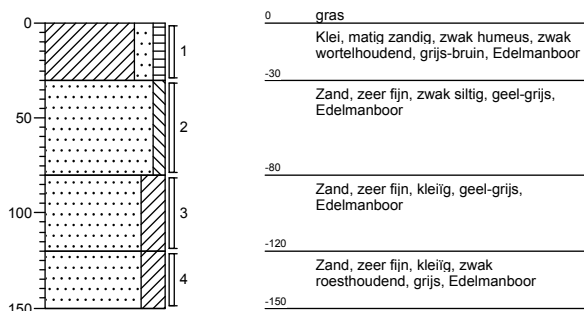 0
50
100
150
1
2
3
4
0
gras
Klei, matig zandig, zwak humeus, zwak
wortelhoudend, grijs-bruin, Edelmanboor
-30
Zand, zeer fijn, zwak siltig, geel-grijs,
Edelmanboor
-80
Zand, zeer fijn, kleiïg, geel-grijs,
Edelmanboor
-120
Zand, zeer fijn, kleiïg, zwak
roesthoudend, grijs, Edelmanboor
-150